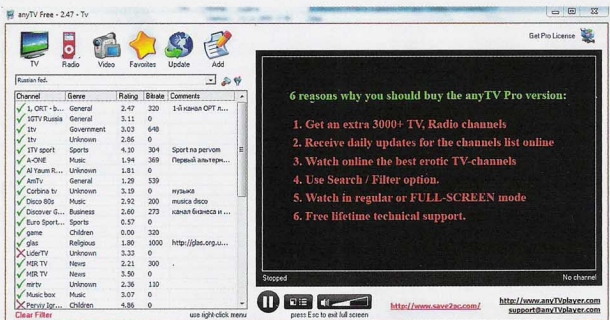 anyTV Free - 2.47 - Tv
Get Pro License
TV Radio Video Favorites Update Add
Russian fed.
Channel Genre Rating Bitrate Comments
1, ORT - b... General 2.47 320 1-й канал ОРТ л...
1GTV Russia General 3.11 0
1tv Government 3.03 648
1tv Unknown 2.86 0
1TV sport Sports 4.10 304 Sport na pervom
A-ONE Music 1.94 369 Первый альтерн...
Al Yaum R... Unknown 1.81 0
AmTv General 1.29 539
Corbina tv Unknown 3.19 0 музыка
Disco 80s Music 2.92 200 musica disco
Discover G... Business 2.60 273 канал бизнеса и ...
Euro Sport... Sports 0.57 0
game Children 0.00 320
glas Religious 1.80 1000 http://glas.org.u...
LiderTV Unknown 3.33 0
MIR TV News 2.21 300 .
MIR TV News 3.50 0
mirtv Unknown 2.36 110
Music box Music 3.07 0
Perviy Igr... Children 4.86 0
Clear Filter use right-click menu
6 reasons why you should buy the anyTV Pro version:
1. Get an extra 3000+ TV, Radio channels
2. Receive daily updates for the channels list online
3. Watch online the best erotic TV-channels
4. Use Search / Filter option.
5. Watch in regular or FULL-SCREEN mode
6. Free lifetime technical support.
Stopped No channel
press Esc to exit full screen
http://www.save2pc.com/
http://www.anyTVplayer.com
support@anyTVplayer.com